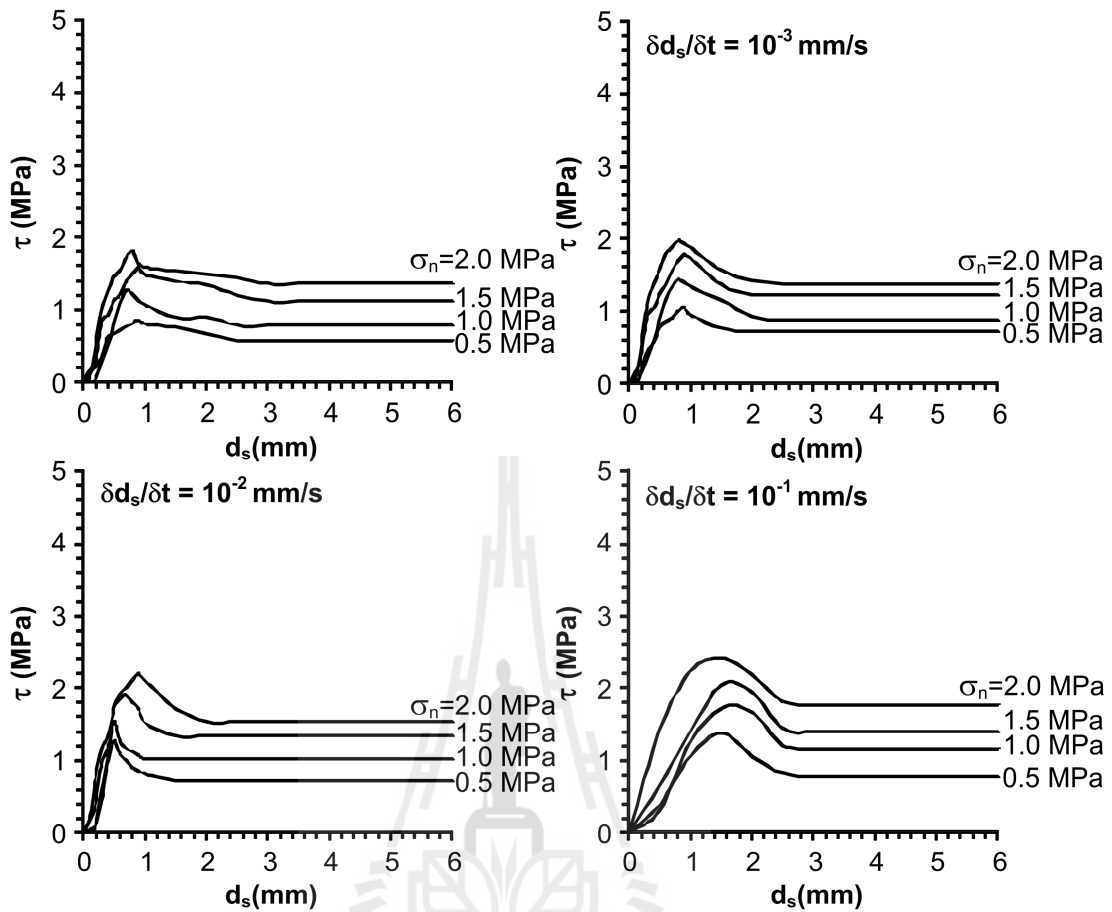 5
4
3
2
1
0
τ (MPa)
σn=2.0 MPa
1.5 MPa
1.0 MPa
0.5 MPa
0 1 2 3 4 5 6
ds(mm)
δds/δt = 10-3 mm/s
5
4
3
2
1
0
τ (MPa)
σn=2.0 MPa
1.5 MPa
1.0 MPa
0.5 MPa
0 1 2 3 4 5 6
ds(mm)
δds/δt = 10-2 mm/s
5
4
3
2
1
0
τ (MPa)
σn=2.0 MPa
1.5 MPa
1.0 MPa
0.5 MPa
0 1 2 3 4 5 6
ds(mm)
δds/δt = 10-1 mm/s
5
4
3
2
1
0
τ (MPa)
σn=2.0 MPa
1.5 MPa
1.0 MPa
0.5 MPa
0 1 2 3 4 5 6
ds(mm)